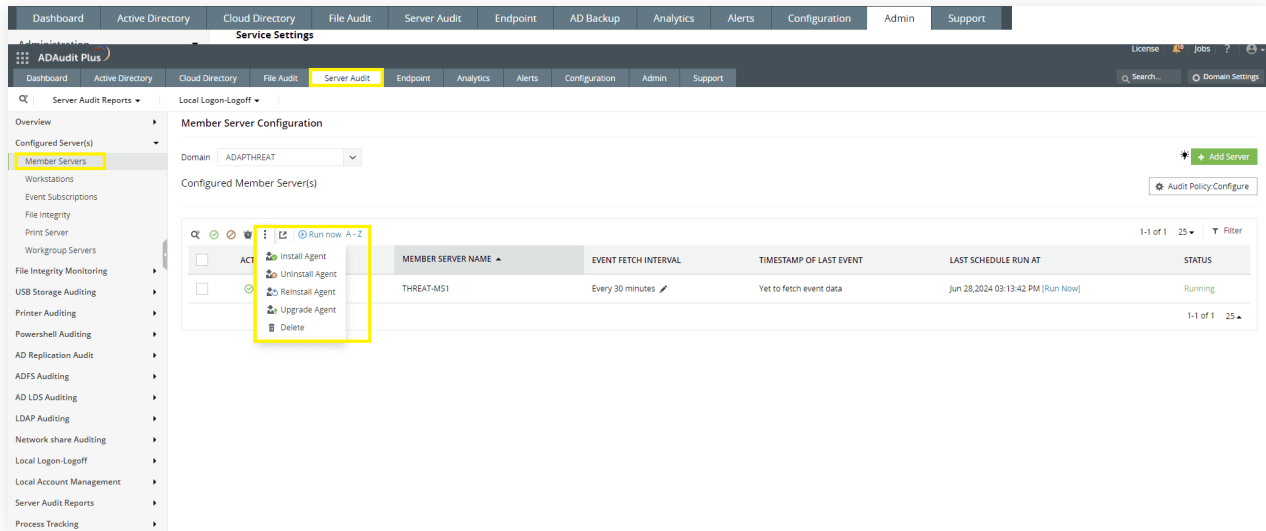 Dashboard Active Directory Cloud Directory File Audit Server Audit Endpoint AD Backup Analytics Alerts Configuration Admin Support
Administration Service Settings
ADAudit Plus License 10 Jobs ?
Dashboard Active Directory Cloud Directory File Audit Server Audit Endpoint Analytics Alerts Configuration Admin Support Search... Domain Settings
Server Audit Reports Local Logon-Logoff
Overview
Configured Server(s)
Member Servers
Workstations
Event Subscriptions
File Integrity
Print Server
Workgroup Servers
File Integrity Monitoring
USB Storage Auditing
Printer Auditing
Powershell Auditing
AD Replication Audit
ADFS Auditing
AD LDS Auditing
LDAP Auditing
Network share Auditing
Local Logon-Logoff
Local Account Management
Server Audit Reports
Process Tracking
Member Server Configuration
Domain ADAPTHREAT + Add Server
Configured Member Server(s) Audit Policy:Configure
Run now A - Z 1-1 of 1 25 Filter
ACT MEMBER SERVER NAME EVENT FETCH INTERVAL TIMESTAMP OF LAST EVENT LAST SCHEDULE RUN AT STATUS
THREAT-MS1 Every 30 minutes Yet to fetch event data Jun 28,2024 03:13:42 PM [Run Now] Running
1-1 of 1 25
Install Agent
Uninstall Agent
ReInstall Agent
Upgrade Agent
Delete